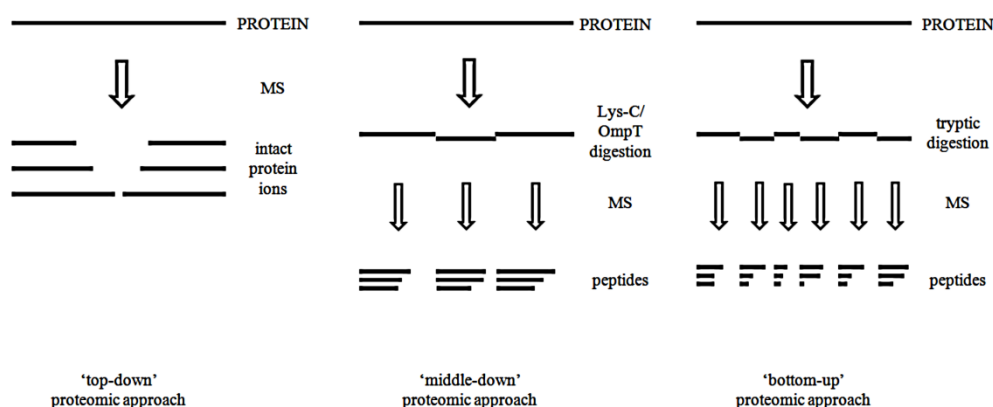 PROTEIN
MS
intact
protein
ions
'top-down'
proteomic approach
PROTEIN
Lys-C/
OmpT
digestion
MS
peptides
'middle-down'
proteomic approach
PROTEIN
tryptic
digestion
MS
peptides
'bottom-up'
proteomic approach